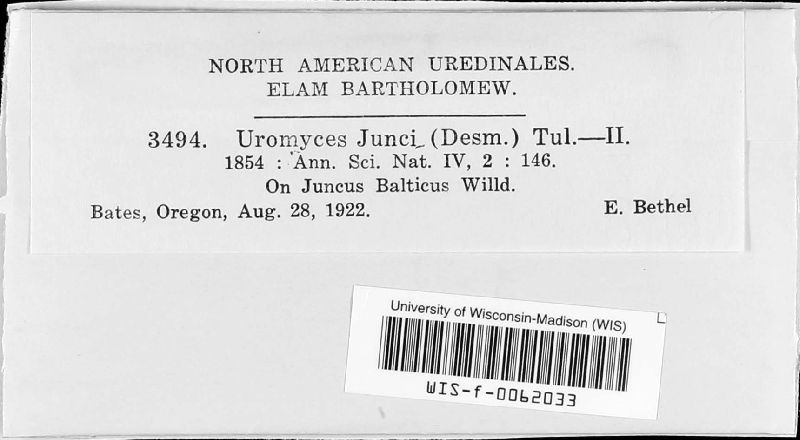 NORTH AMERICAN UREDINALES.
ELAM BARTHOLOMEW.
3494. Uromyces Junci (Desm.) Tul.—II.
1854 : Ann. Sci. Nat. IV, 2 : 146.
On Juncus Balticus Willd.
Bates, Oregon, Aug. 28, 1922. E. Bethel
University of Wisconsin-Madison (WIS)
WIS-f-0062033